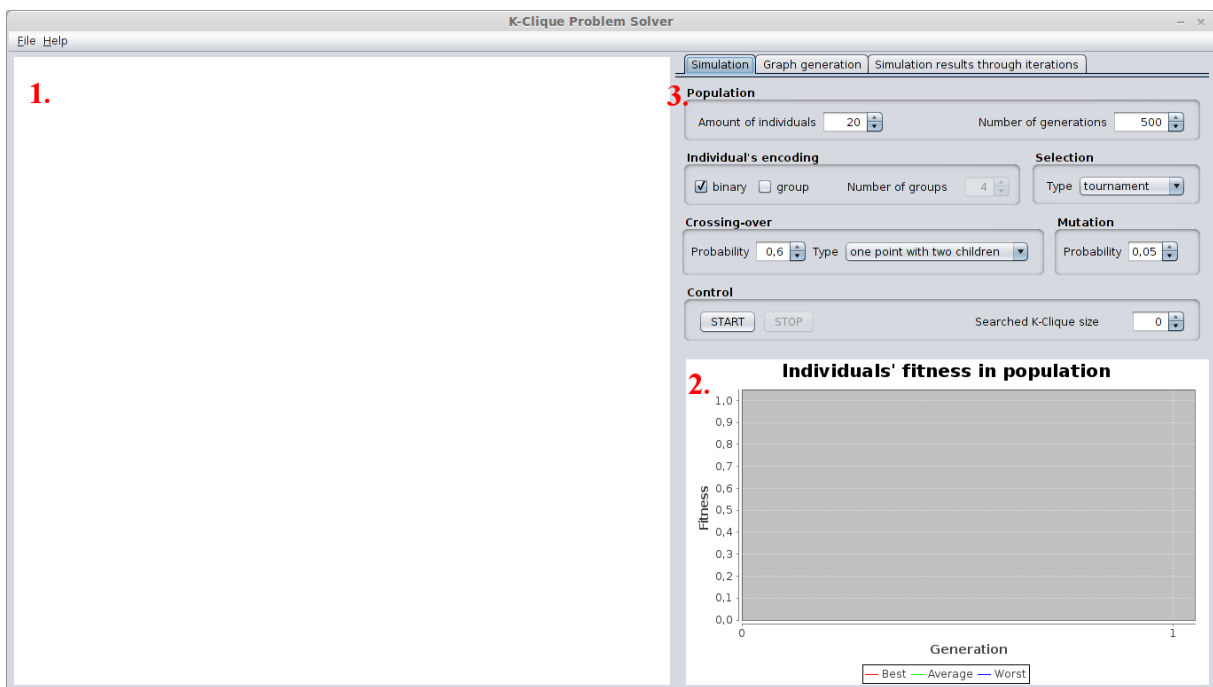 K-Clique Problem Solver
File Help
1.
Simulation Graph generation Simulation results through iterations
3.
Population
Amount of individuals 20 Number of generations 500
Individual's encoding Selection
binary group Number of groups 4 Type tournament
Crossing-over Mutation
Probability 0,6 Type one point with two children Probability 0,05
Control
START STOP Searched K-Clique size 0
2.
Individuals' fitness in population
1,0
0,9
0,8
0,7
0,6
0,5
0,4
0,3
0,2
0,1
0,0
Fitness
0 1
Generation
Best Average Worst